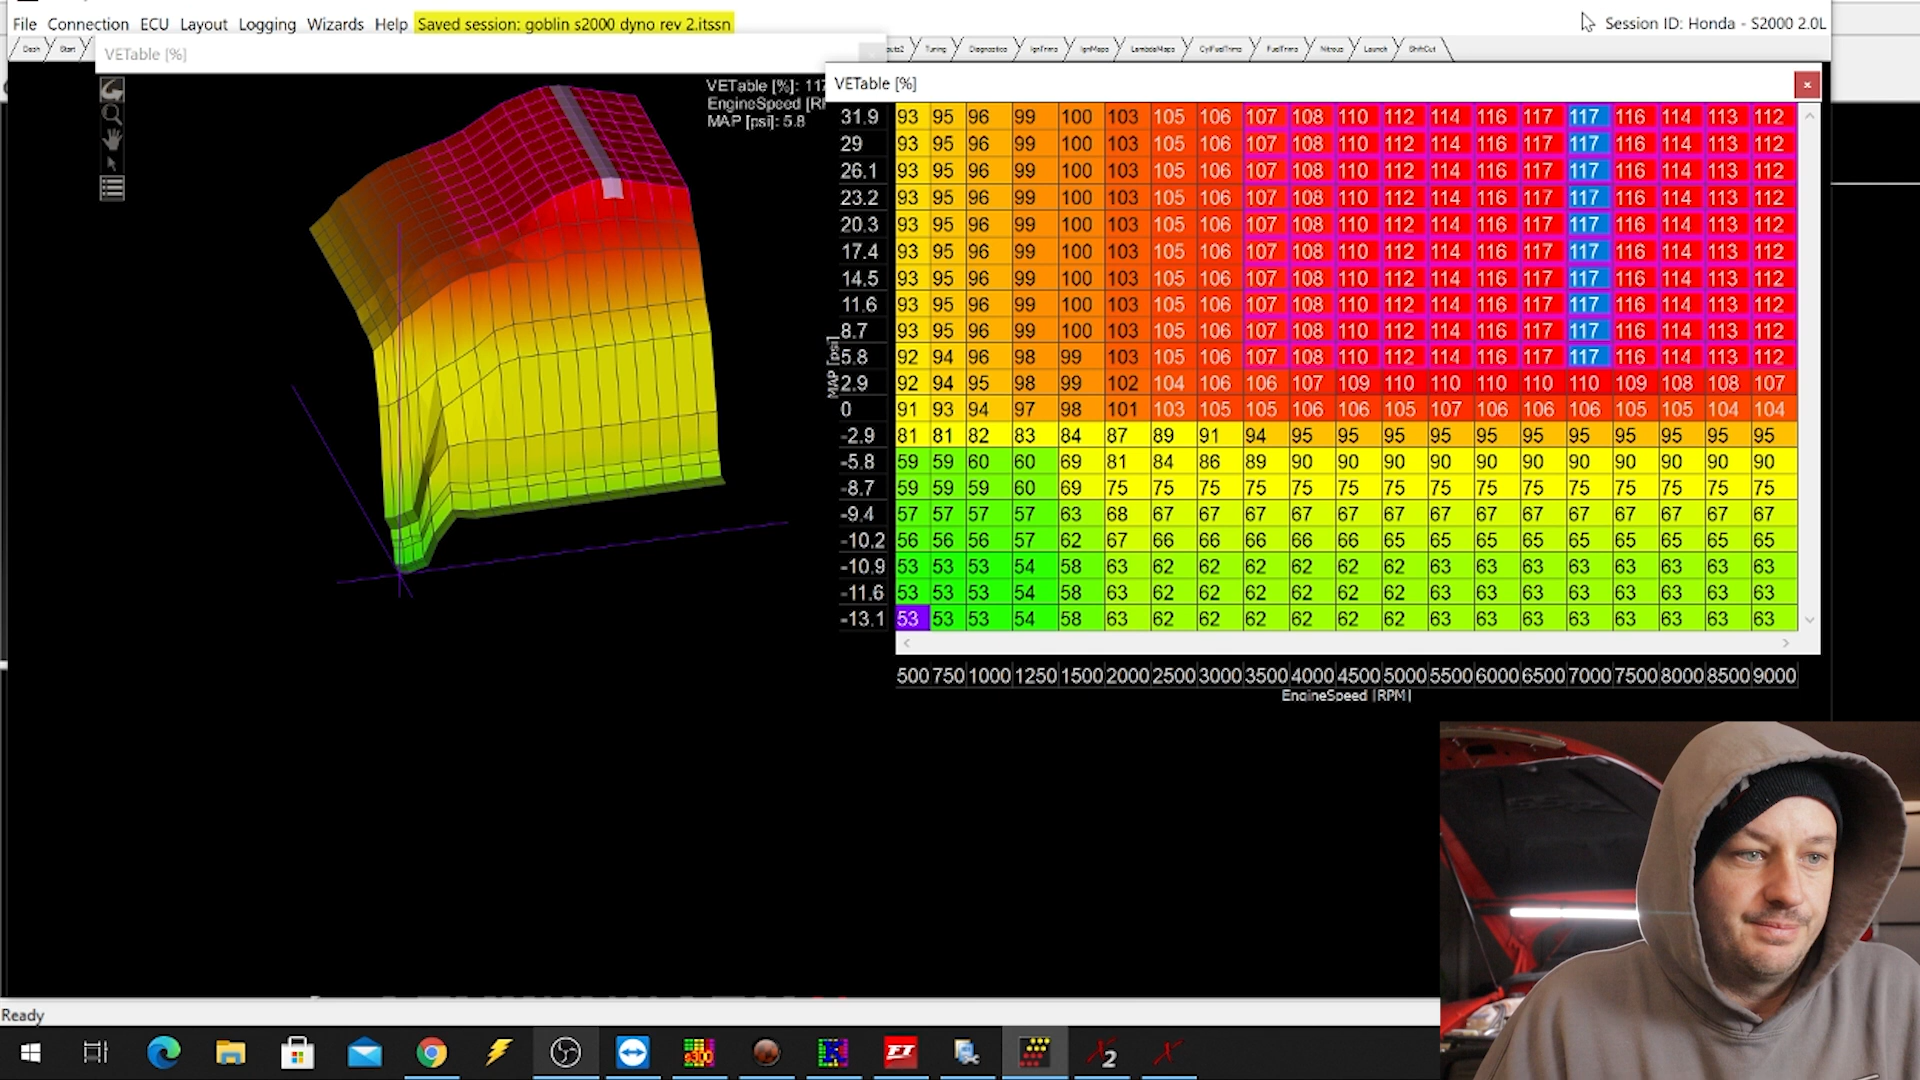 File Connection ECU Layout Logging Wizards Help Saved session: goblin s2000 dyno rev 2.itssn Session ID: Honda - S2000 2.0L
Dash Start Tuning Diagnostics IgnTrims IgnMaps LambdaMaps CylFuelTrims FuelTrims Nitrous Launch ShiftCut
VETable [%]
VETable [%]: 117
EngineSpeed [RP
MAP [psi]: 5.8
VETable [%]
31.9 93 95 96 99 100 103 105 106 107 108 110 112 114 116 117 117 116 114 113 112
29 93 95 96 99 100 103 105 106 107 108 110 112 114 116 117 117 116 114 113 112
26.1 93 95 96 99 100 103 105 106 107 108 110 112 114 116 117 117 116 114 113 112
23.2 93 95 96 99 100 103 105 106 107 108 110 112 114 116 117 117 116 114 113 112
20.3 93 95 96 99 100 103 105 106 107 108 110 112 114 116 117 117 116 114 113 112
17.4 93 95 96 99 100 103 105 106 107 108 110 112 114 116 117 117 116 114 113 112
14.5 93 95 96 99 100 103 105 106 107 108 110 112 114 116 117 117 116 114 113 112
11.6 93 95 96 99 100 103 105 106 107 108 110 112 114 116 117 117 116 114 113 112
8.7 93 95 96 99 100 103 105 106 107 108 110 112 114 116 117 117 116 114 113 112
5.8 92 94 96 98 99 103 105 106 107 108 110 112 114 116 117 117 116 114 113 112
2.9 92 94 95 98 99 102 104 106 106 107 109 110 110 110 110 110 109 108 108 107
0 91 93 94 97 98 101 103 105 105 106 106 105 107 106 106 106 105 105 104 104
-2.9 81 81 82 83 84 87 89 91 94 95 95 95 95 95 95 95 95 95 95 95
-5.8 59 59 60 60 69 81 84 86 89 90 90 90 90 90 90 90 90 90 90 90
-8.7 59 59 59 60 69 75 75 75 75 75 75 75 75 75 75 75 75 75 75 75
-9.4 57 57 57 57 63 68 67 67 67 67 67 67 67 67 67 67 67 67 67 67
-10.2 56 56 56 57 62 67 66 66 66 66 66 65 65 65 65 65 65 65 65 65
-10.9 53 53 53 54 58 63 62 62 62 62 62 62 63 63 63 63 63 63 63 63
-11.6 53 53 53 54 58 63 62 62 62 62 62 62 63 63 63 63 63 63 63 63
-13.1 53 53 53 54 58 63 62 62 62 62 62 62 63 63 63 63 63 63 63 63
MAP [psi]
500 750 1000 1250 1500 2000 2500 3000 3500 4000 4500 5000 5500 6000 6500 7000 7500 8000 8500 9000
EngineSpeed [RPM]
Ready
s300 FT 2